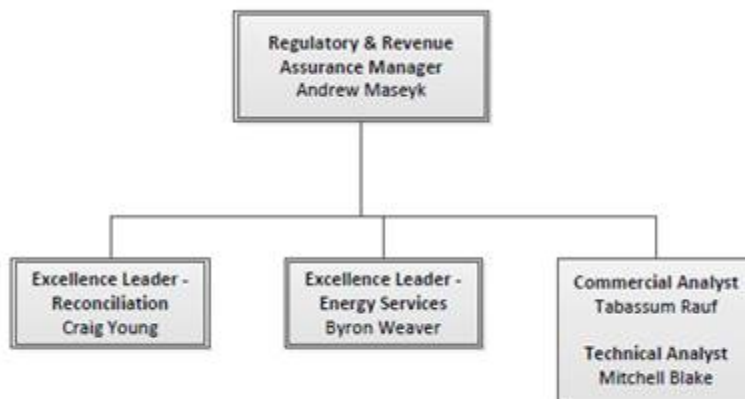 Regulatory & Revenue
Assurance Manager
Andrew Maseyk
Excellence Leader -
Reconciliation
Craig Young
Excellence Leader -
Energy Services
Byron Weaver
Commercial Analyst
Tabassum Rauf
Technical Analyst
Mitchell Blake